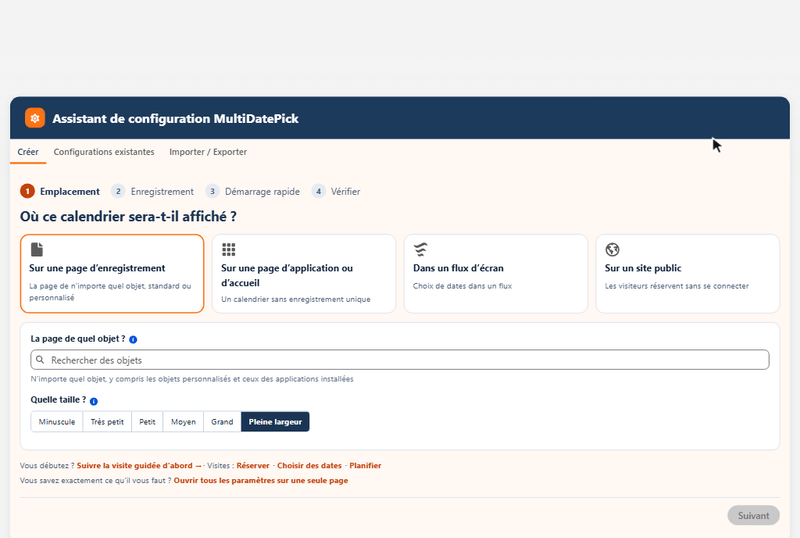 Assistant de configuration MultiDatePick
Créer
Configurations existantes
Importer / Exporter
1 Emplacement
2 Enregistrement
3 Démarrage rapide
4 Vérifier
Où ce calendrier sera-t-il affiché ?
Sur une page d'enregistrement
La page de n'importe quel objet, standard ou
personnalisé
Sur une page d'application ou
d'accueil
Un calendrier sans enregistrement unique
Dans un flux d'écran
Choix de dates dans un flux
Sur un site public
Les visiteurs réservent sans se connecter
La page de quel objet ?
Rechercher des objets
N'importe quel objet, y compris les objets personnalisés et ceux des applications installées
Quelle taille ?
Minuscule
Très petit
Petit
Moyen
Grand
Pleine largeur
Vous débutez ? Suivre la visite guidée d'abord → · Visites : Réserver · Choisir des dates · Planifier
Vous savez exactement ce qu'il vous faut ? Ouvrir tous les paramètres sur une seule page
Suivant